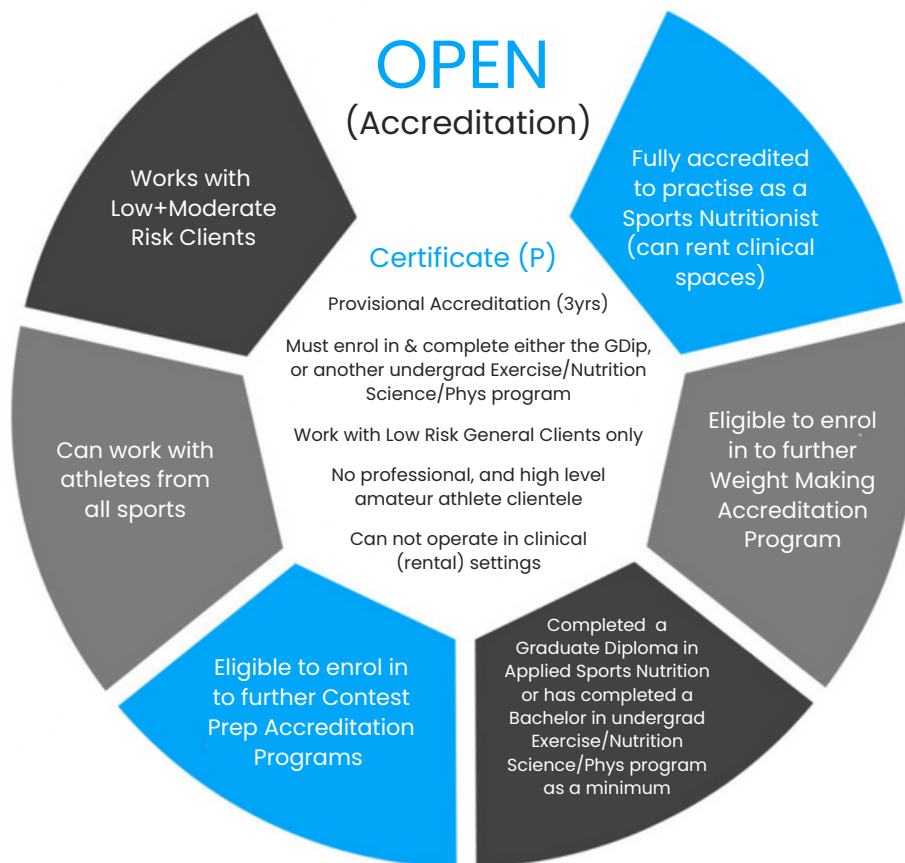 OPEN
(Accreditation)
Works with
Low+Moderate
Risk Clients
Fully accredited
to practise as a
Sports Nutritionist
(can rent clinical
spaces)
Certificate (P)
Provisional Accreditation (3yrs)
Must enrol in & complete either the GDip,
or another undergrad Exercise/Nutrition
Science/Phys program
Work with Low Risk General Clients only
No professional, and high level
amateur athlete clientele
Can not operate in clinical
(rental) settings
Can work with
athletes from
all sports
Eligible to enrol
in to further
Weight Making
Accreditation
Program
Eligible to enrol in
to further Contest
Prep Accreditation
Programs
Completed a
Graduate Diploma in
Applied Sports Nutrition
or has completed a
Bachelor in undergrad
Exercise/Nutrition
Science/Phys program
as a minimum